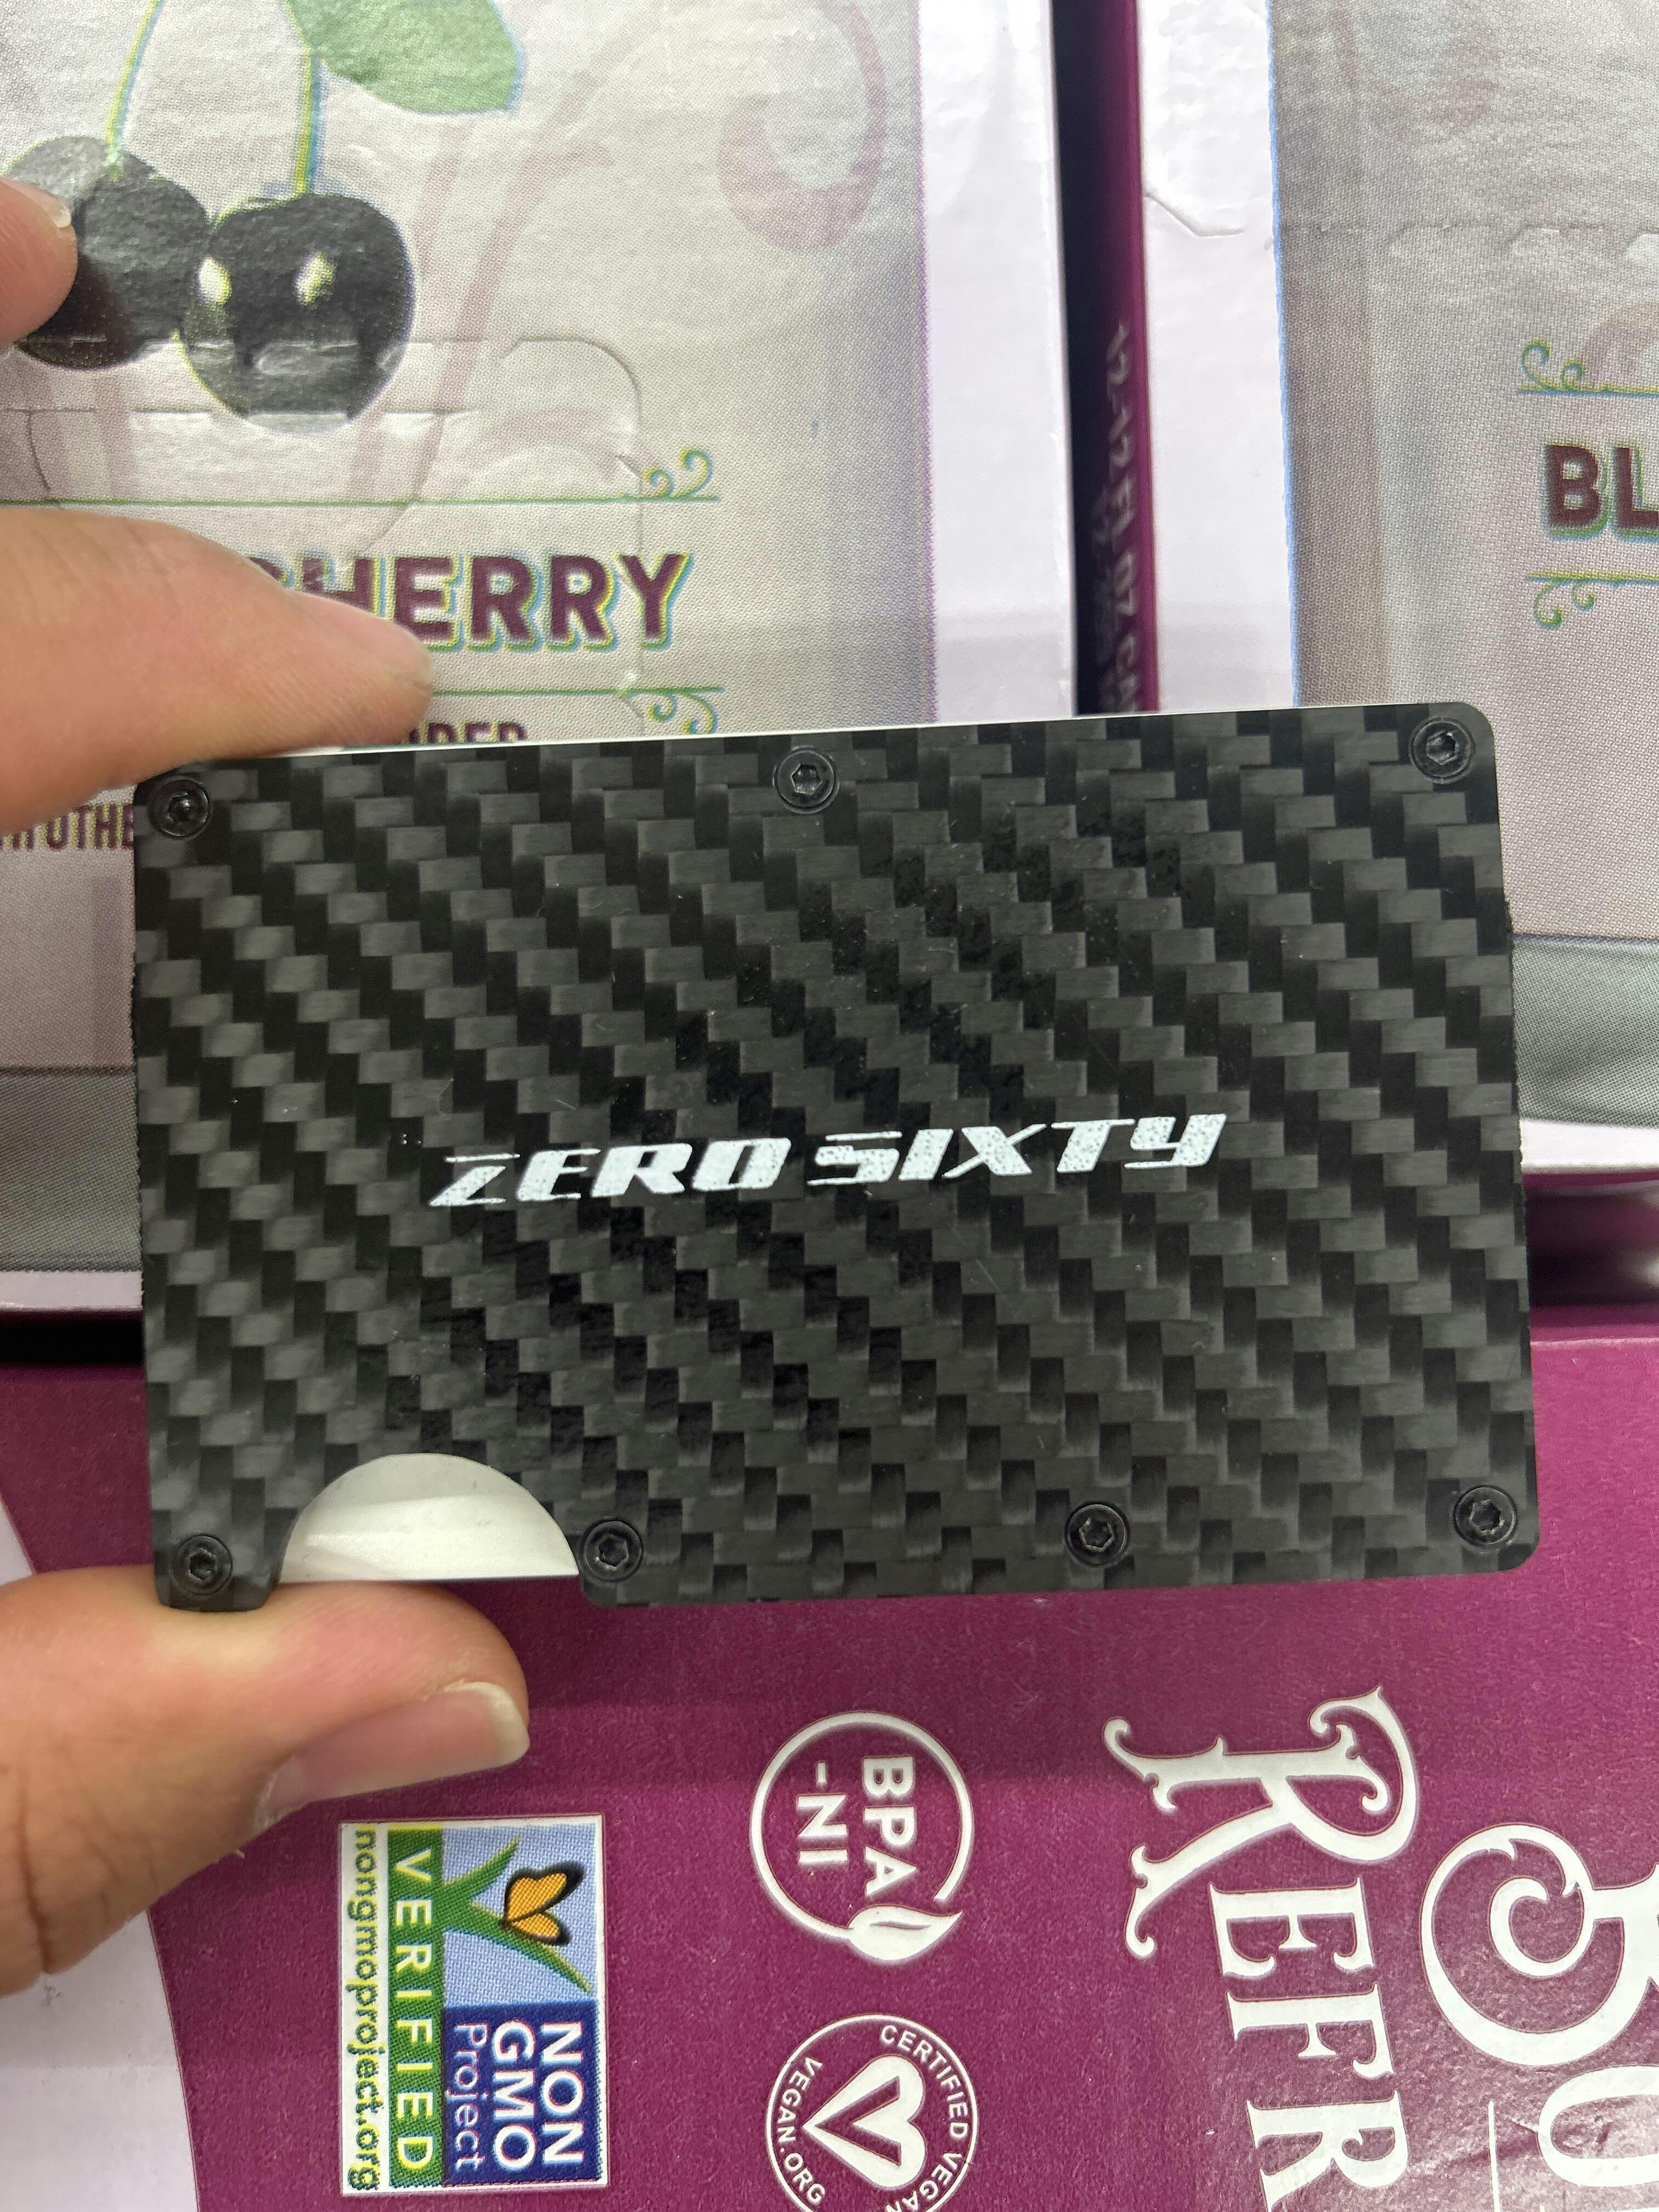 CHERRY
BL
ZERO SIXTY
BPA
-NI
REFR
NON
GMO
Project
VERIFIED
nongmoproject.org
CERTIFIED VEGAN
VEGAN.ORG